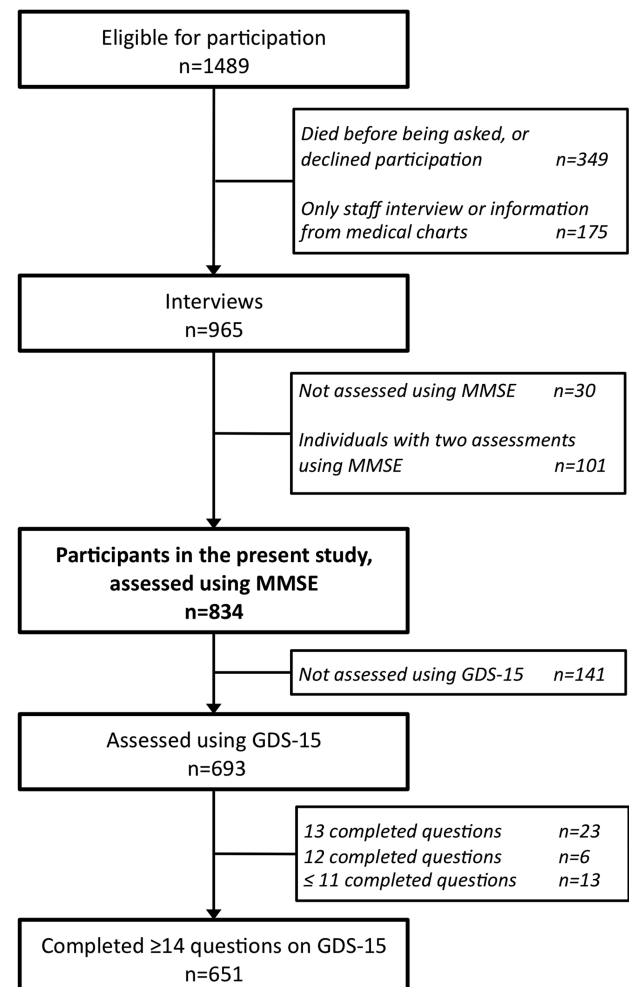 Eligible for participation
n=1489
Died before being asked, or
declined participation n=349
Only staff interview or information
from medical charts n=175
Interviews
n=965
Not assessed using MMSE n=30
Individuals with two assessments
using MMSE n=101
Participants in the present study,
assessed using MMSE
n=834
Not assessed using GDS-15 n=141
Assessed using GDS-15
n=693
13 completed questions n=23
12 completed questions n=6
≤ 11 completed questions n=13
Completed ≥14 questions on GDS-15
n=651